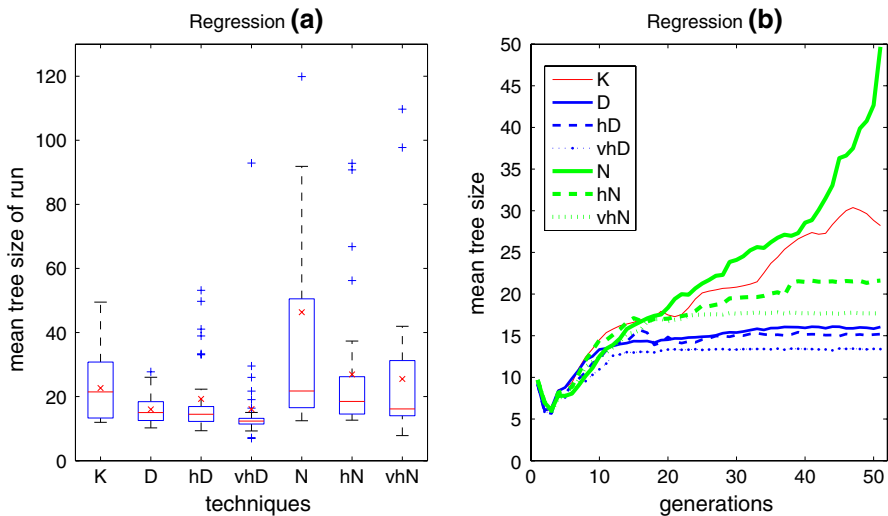 Regression (a)
mean tree size of run
120
100
80
60
40
20
0
K D hD vhD N hN vhN
techniques
Regression (b)
mean tree size
50
45
40
35
30
25
20
15
10
5
0
K
D
hD
vhD
N
hN
vhN
0 10 20 30 40 50
generations